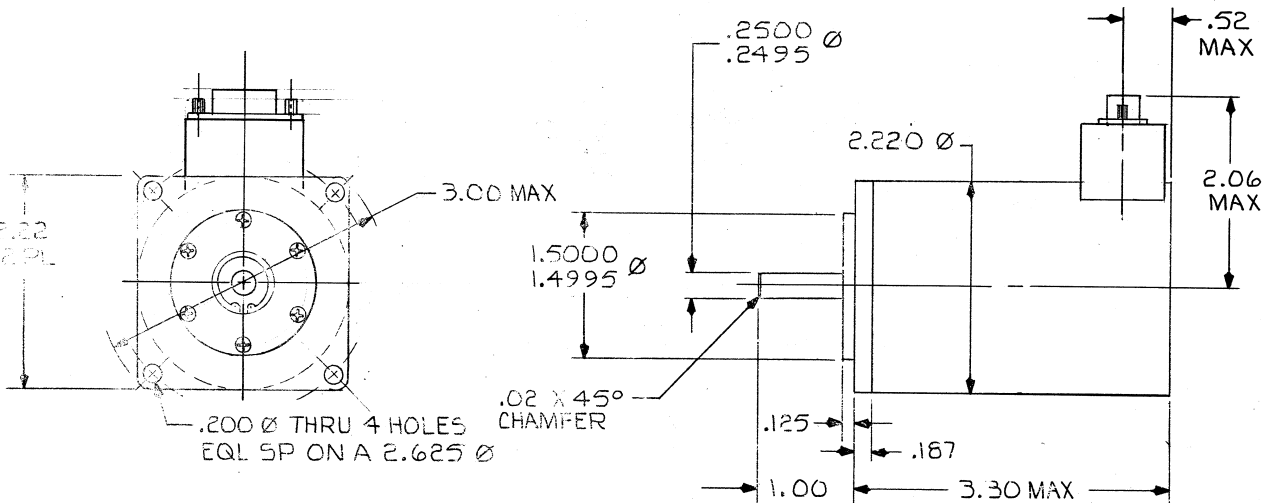 .2500 Ø
.2495
.52
MAX
2.220 Ø
3.00 MAX
2.06
MAX
1.5000 Ø
1.4995
.02 X 45°
CHAMFER
.125
.187
.200 Ø THRU 4 HOLES
EQL SP ON A 2.625 Ø
1.00
3.30 MAX